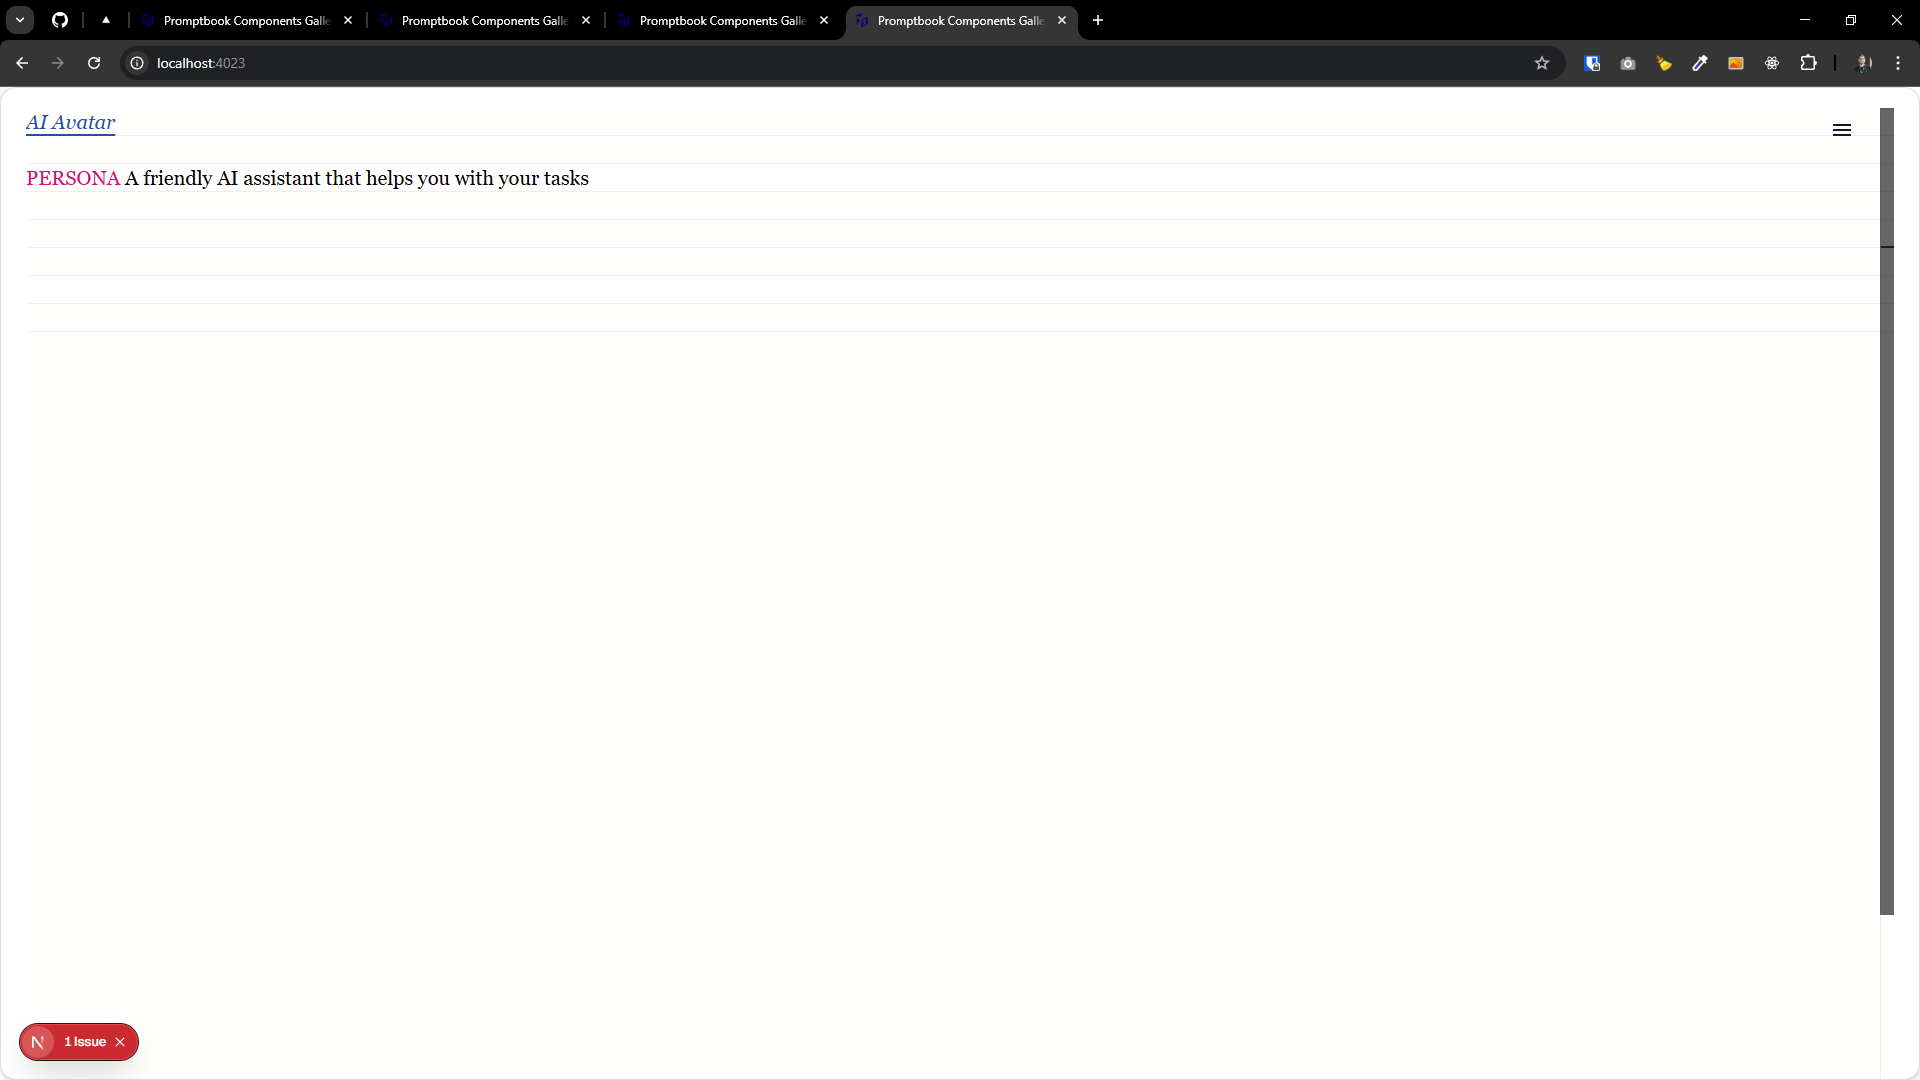 Promptbook Components Galle
Promptbook Components Galle
Promptbook Components Galle
Promptbook Components Galle
localhost:4023
AI Avatar
PERSONA A friendly AI assistant that helps you with your tasks
N 1 Issue